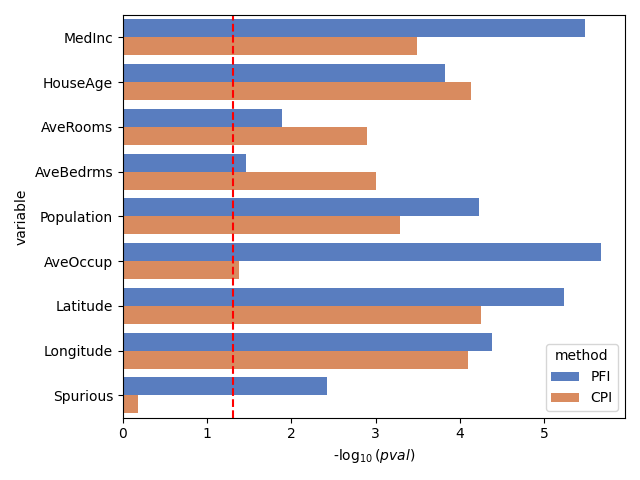 MedInc
HouseAge
AveRooms
AveBedrms
Population
AveOccup
Latitude
Longitude
Spurious
variable
0 1 2 3 4 5
-log10(pval)
method
PFI
CPI